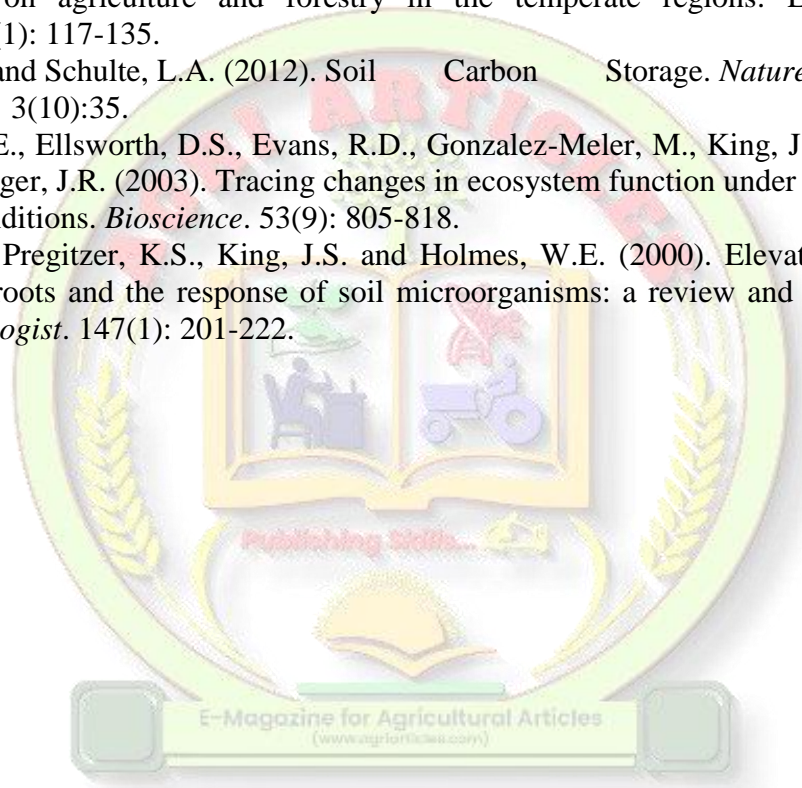 on agriculture and forestry in the temperate regions.
(1): 117-135.
and Schulte, L.A. (2012). Soil Carbon Storage. Nature
3(10):35.
E., Ellsworth, D.S., Evans, R.D., Gonzalez-Meler, M., King, J
ger, J.R. (2003). Tracing changes in ecosystem function under
nditions. Bioscience. 53(9): 805-818.
Pregitzer, K.S., King, J.S. and Holmes, W.E. (2000). Elevat
roots and the response of soil microorganisms: a review and
ogist. 147(1): 201-222.
AGRI ARTICLES
Publishing Skills...
E-Magazine for Agricultural Articles
(www.agriarticles.com)